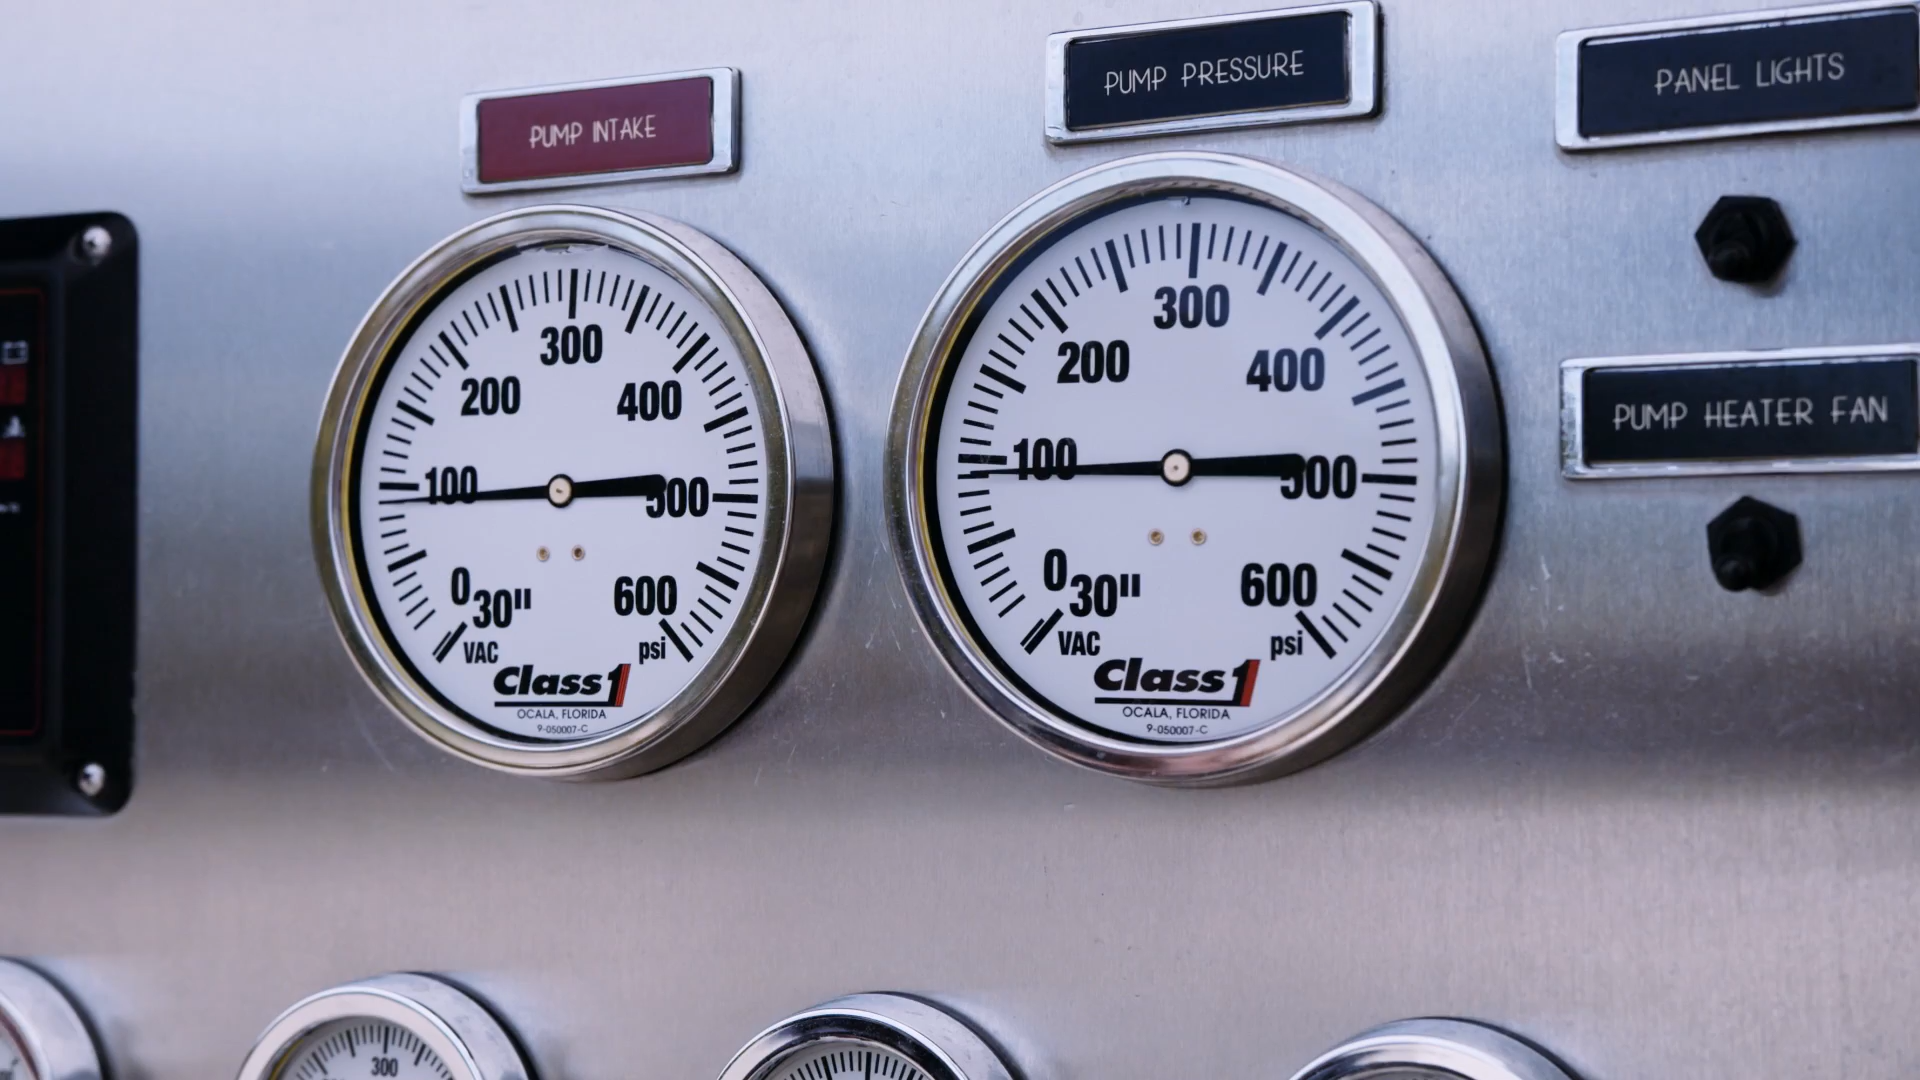 PUMP INTAKE
PUMP PRESSURE
PANEL LIGHTS
PUMP HEATER FAN
300
200
400
100
500
0
30"
600
VAC
psi
Class1
OCALA, FLORIDA
9-050007-C
300
200
400
100
500
0
30"
600
VAC
psi
Class1
OCALA, FLORIDA
9-050007-C
300